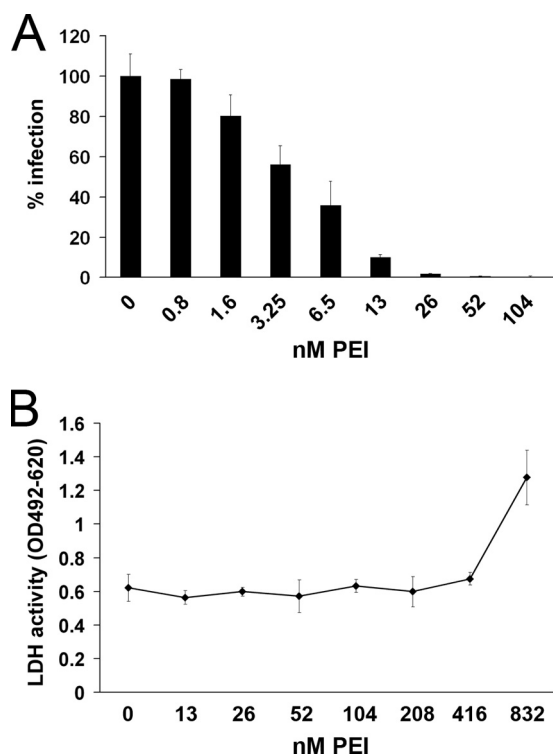 A
120
100
80
60
40
20
0
% infection
0 0.8 1.6 3.25 6.5 13 26 52 104
nM PEI
B
1.6
1.4
1.2
1
0.8
0.6
0.4
0.2
0
LDH activity (OD492-620)
0 13 26 52 104 208 416 832
nM PEI